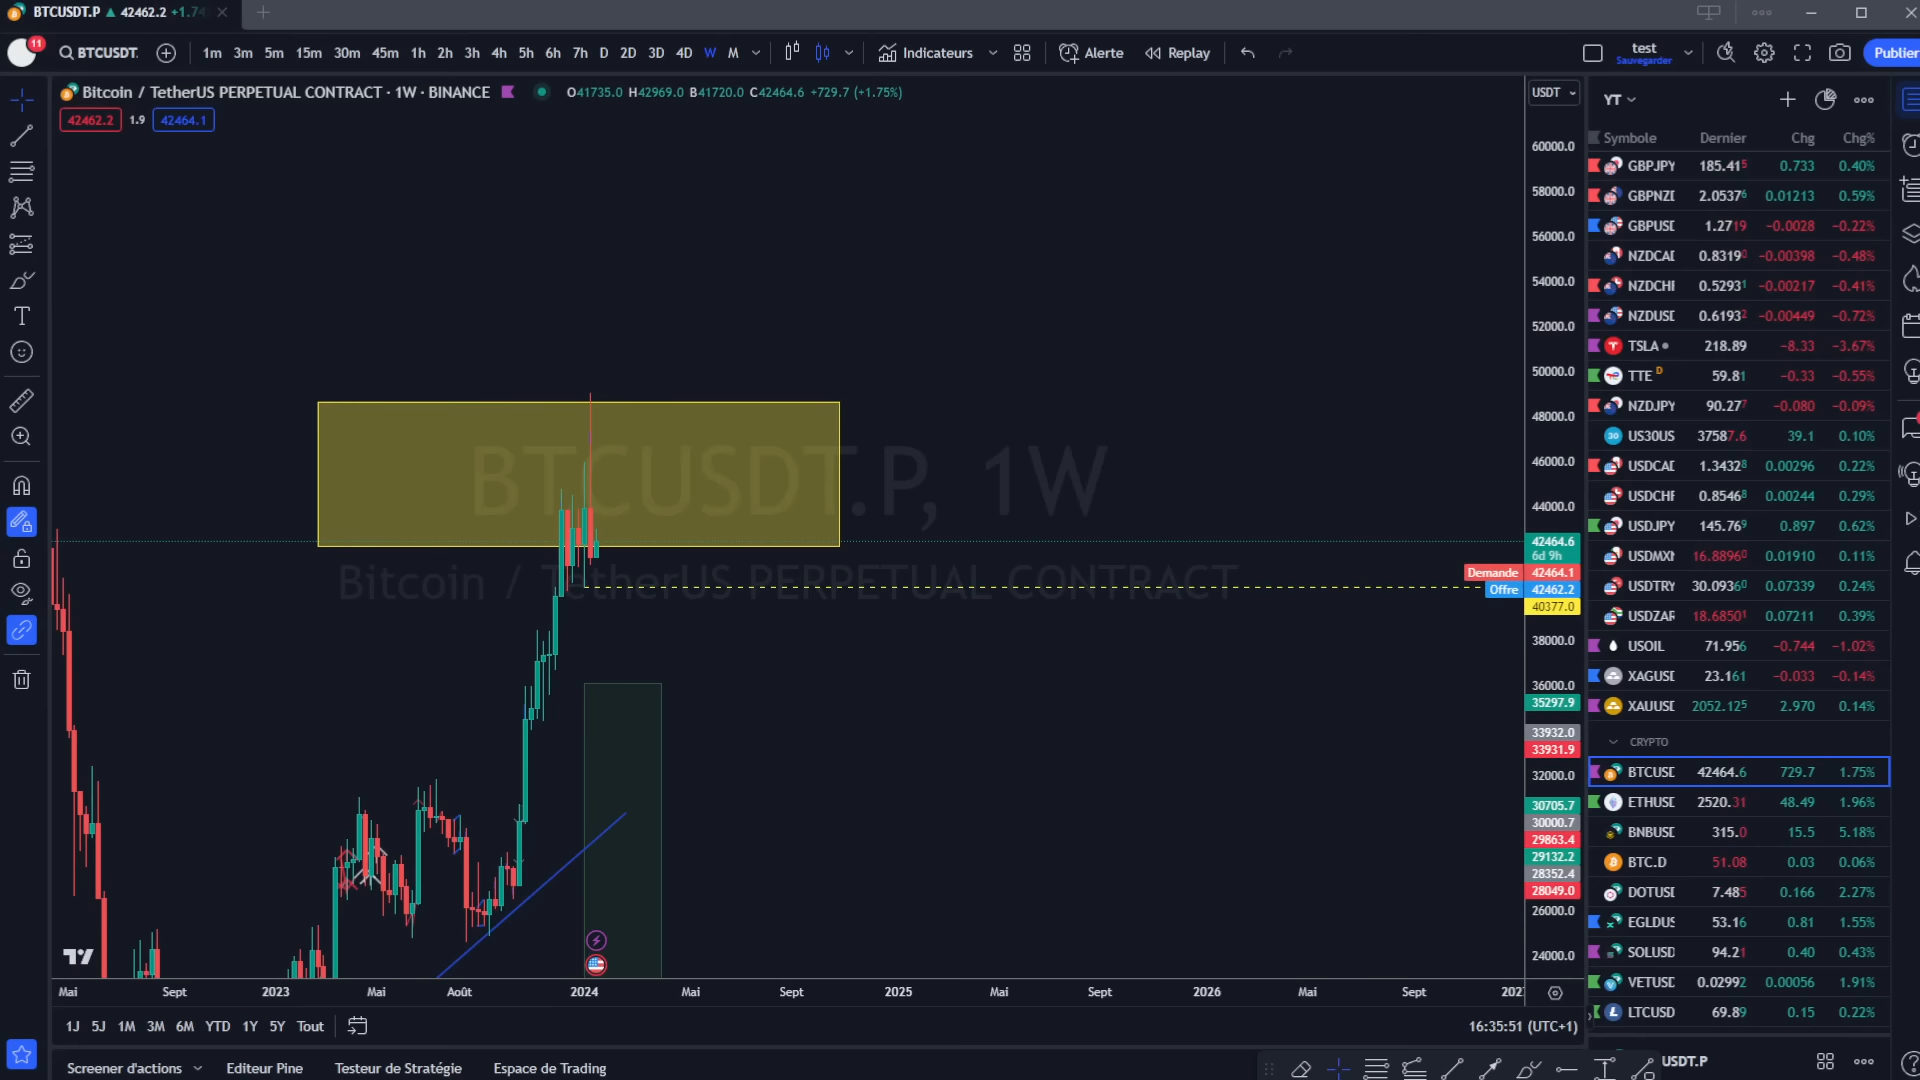 BTCUSDT.P ▲ 42462.2 +1.74
11
BTCUSDT. 1m 3m 5m 15m 30m 45m 1h 2h 3h 4h 5h 6h 7h D 2D 3D 4D W M Indicateurs Alerte Replay test Sauvegarder Publier
Bitcoin / TetherUS PERPETUAL CONTRACT · 1W · BINANCE O41735.0 H42969.0 B41720.0 C42464.6 +729.7 (+1.75%)
42462.2 1.9 42464.1
USDT
60000.0
58000.0
56000.0
54000.0
52000.0
50000.0
48000.0
46000.0
44000.0
42464.6
6d 9h
Demande 42464.1
Offre 42462.2
40377.0
38000.0
36000.0
35297.9
33932.0
33931.9
32000.0
30705.7
30000.7
29863.4
29132.2
28352.4
28049.0
26000.0
24000.0
BTCUSDT.P, 1W
Bitcoin / TetherUS PERPETUAL CONTRACT
Mai Sept 2023 Mai Août 2024 Mai Sept 2025 Mai Sept 2026 Mai Sept 202
1J 5J 1M 3M 6M YTD 1Y 5Y Tout
16:35:51 (UTC+1)
Screener d'actions Editeur Pine Testeur de Stratégie Espace de Trading
YT
Symbole Dernier Chg Chg%
GBPJPY 185.415 0.733 0.40%
GBPNZD 2.05376 0.01213 0.59%
GBPUSD 1.2719 −0.0028 −0.22%
NZDCAD 0.83190 −0.00398 −0.48%
NZDCHF 0.52931 −0.00217 −0.41%
NZDUSD 0.61932 −0.00449 −0.72%
TSLA 218.89 −8.33 −3.67%
TTE D 59.81 −0.33 −0.55%
NZDJPY 90.277 −0.080 −0.09%
US30US 37587.6 39.1 0.10%
USDCAD 1.34328 0.00296 0.22%
USDCHF 0.85468 0.00244 0.29%
USDJPY 145.769 0.897 0.62%
USDMXN 16.88960 0.01910 0.11%
USDTRY 30.09360 0.07339 0.24%
USDZAR 18.68501 0.07211 0.39%
USOIL 71.956 −0.744 −1.02%
XAGUSD 23.161 −0.033 −0.14%
XAUUSD 2052.125 2.970 0.14%
CRYPTO
BTCUSD 42464.6 729.7 1.75%
ETHUSD 2520.31 48.49 1.96%
BNBUSD 315.0 15.5 5.18%
BTC.D 51.08 0.03 0.06%
DOTUSD 7.485 0.166 2.27%
EGLDUS 53.16 0.81 1.55%
SOLUSD 94.21 0.40 0.43%
VETUSD 0.02992 0.00056 1.91%
LTCUSD 69.89 0.15 0.22%
USDT.P